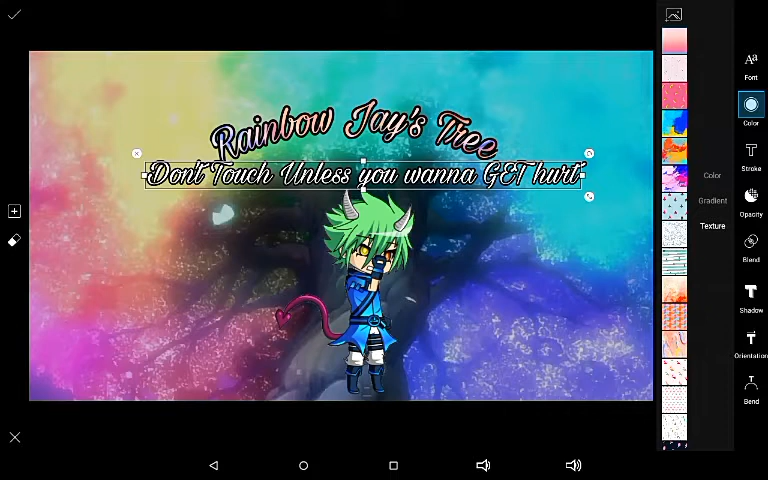 Rainbow Jay's Tree
Don't Touch Unless you wanna GET hurt
Aa
Font
Color
Stroke
Opacity
Blend
Shadow
Orientation
Bend
Color
Gradient
Texture